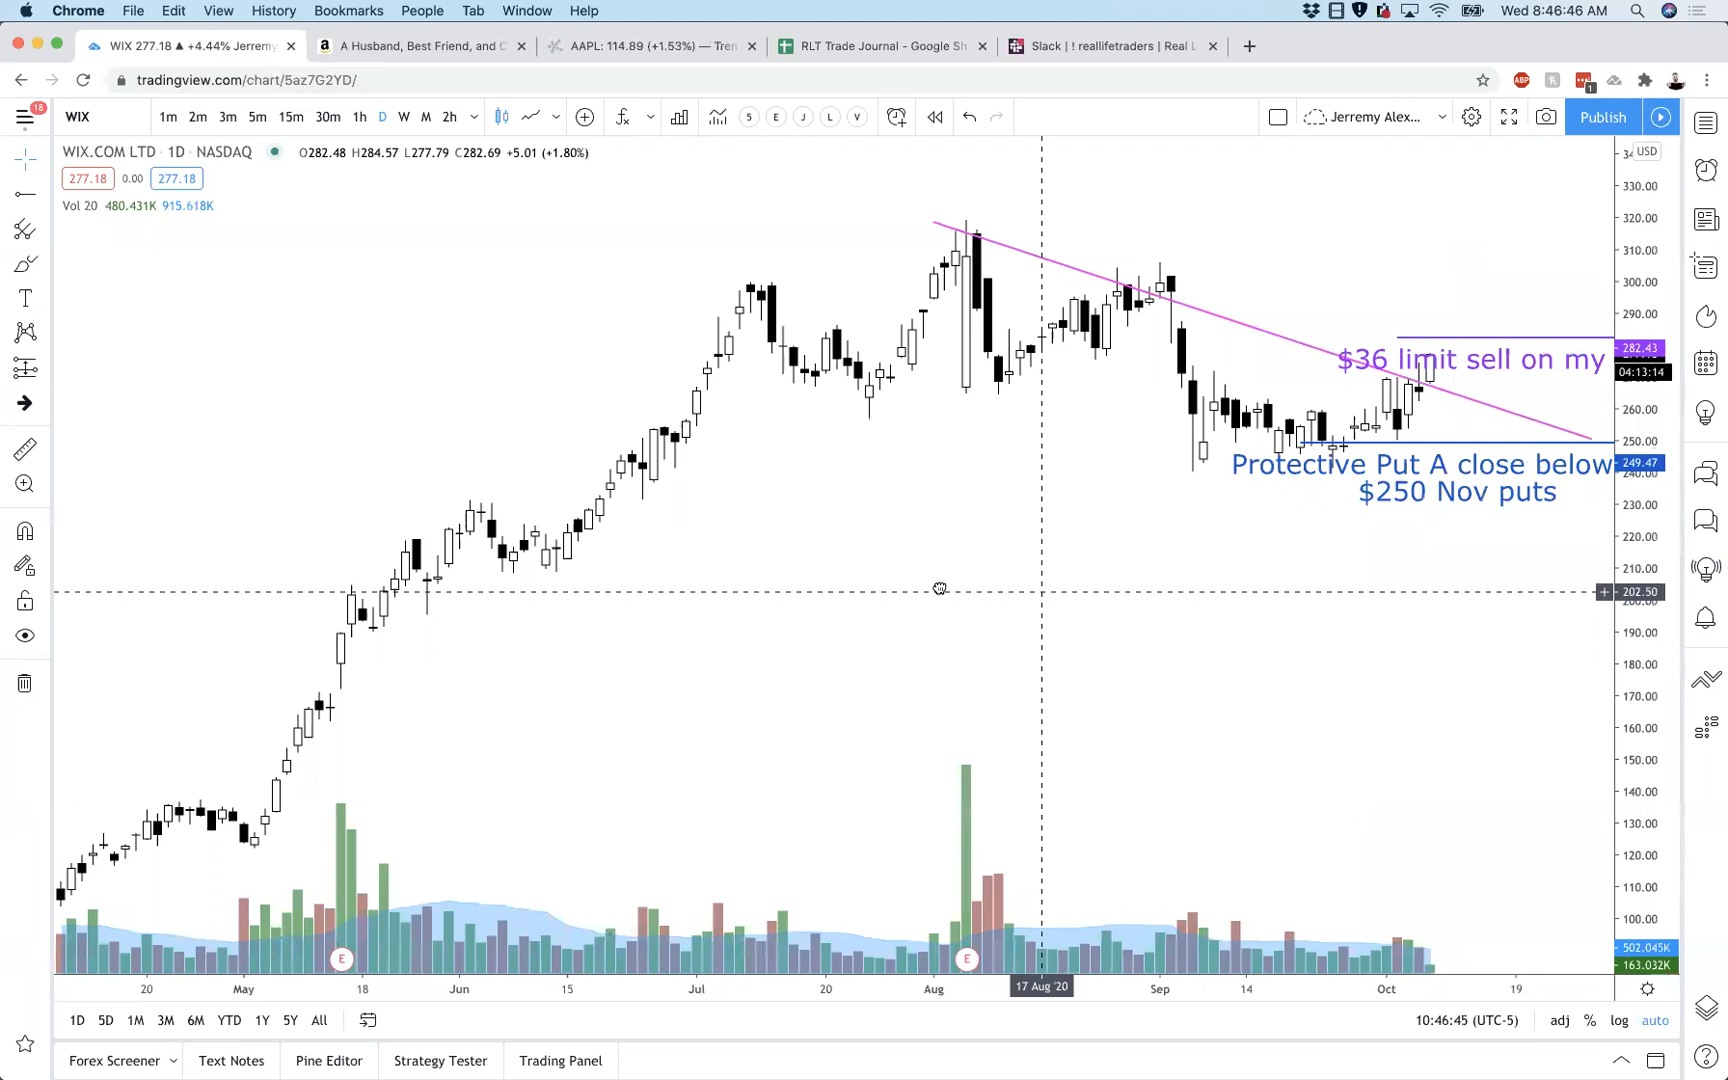 Chrome File Edit View History Bookmarks People Tab Window Help Wed 8:46:46 AM
WIX 277.18 ▲ +4.44% Jeremy A Husband, Best Friend, and C AAPL: 114.89 (+1.53%) — Tren RLT Trade Journal - Google Sh Slack | ! reallifetraders | Real L
tradingview.com/chart/5az7G2YD/ ABP 1
18 WIX 1m 2m 3m 5m 15m 30m 1h D W M 2h 5 E J L V Jeremy Alex... Publish
WIX.COM LTD · 1D · NASDAQ O282.48 H284.57 L277.79 C282.69 +5.01 (+1.80%) USD
277.18 0.00 277.18
Vol 20 480.431K 915.618K
330.00
320.00
310.00
300.00
290.00
282.43
$36 limit sell on my
04:13:14
260.00
250.00
Protective Put A close below
249.47
240.00
$250 Nov puts
230.00
220.00
210.00
202.50
200.00
190.00
180.00
170.00
160.00
150.00
140.00
130.00
120.00
110.00
100.00
502.045K
E E
163.032K
20 May 18 Jun 15 Jul 20 Aug 17 Aug '20 Sep 14 Oct 19
1D 5D 1M 3M 6M YTD 1Y 5Y All 10:46:45 (UTC-5) adj % log auto
Forex Screener Text Notes Pine Editor Strategy Tester Trading Panel